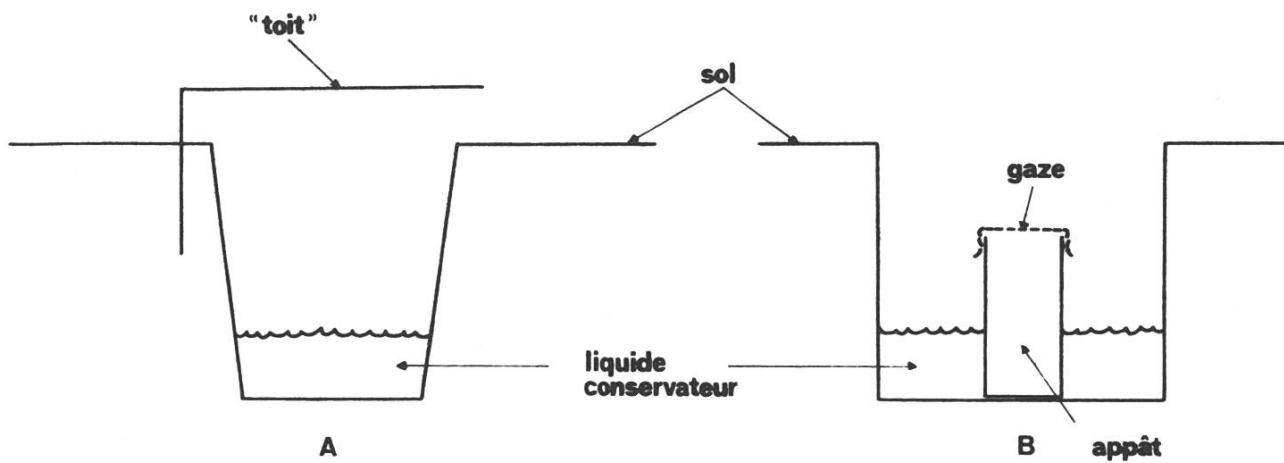 "toit"
sol
gaze
liquide
conservateur
A
B
appât